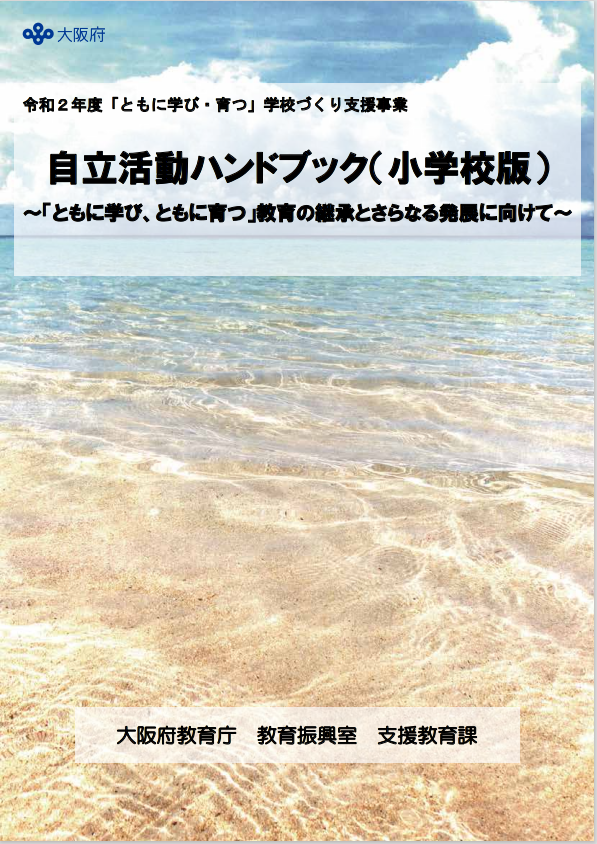 大阪府
令和２年度「ともに学び・育つ」学校づくり支援事業
自立活動ハンドブック（小学校版）
～「ともに学び、ともに育つ」教育の継承とさらなる発展に向けて～
大阪府教育庁　教育振興室　支援教育課